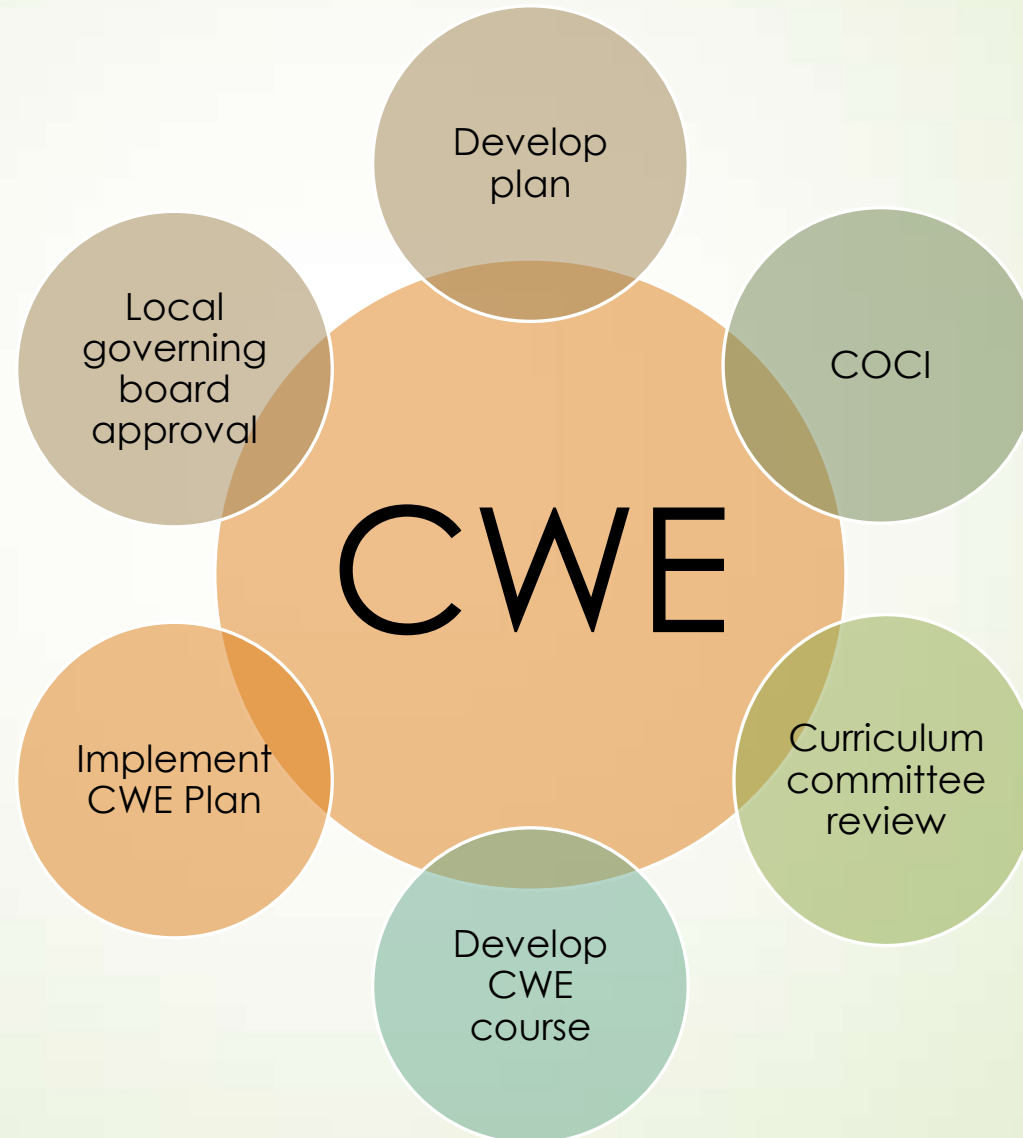 Develop
plan
Local
governing
board
approval
COCI
CWE
Implement
CWE Plan
Curriculum
committee
review
Develop
CWE
course